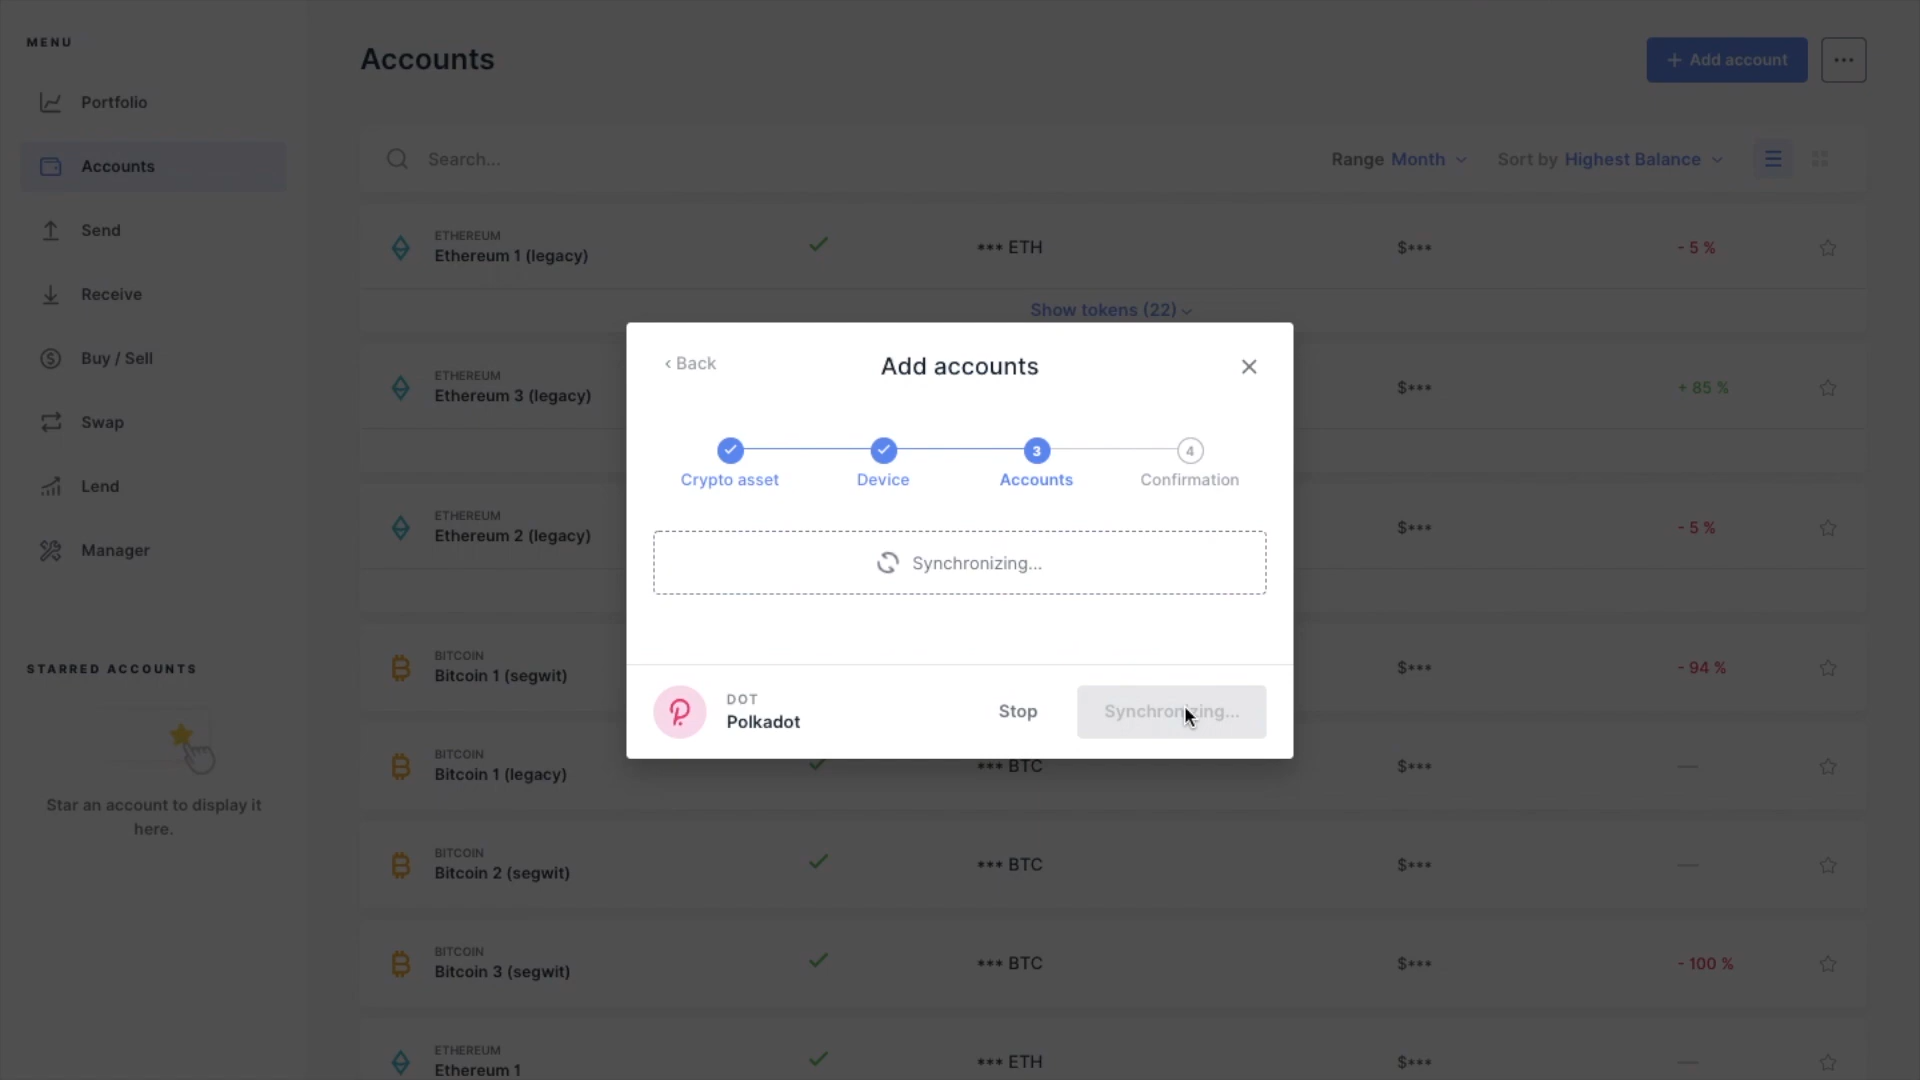 MENU
Portfolio
Accounts
Send
Receive
Buy / Sell
Swap
Lend
Manager
STARRED ACCOUNTS
Star an account to display it
here.
Accounts
+ Add account
...
Search...
Range Month
Sort by Highest Balance
ETHEREUM
Ethereum 1 (legacy)
*** ETH
$***
- 5 %
Show tokens (22)
ETHEREUM
Ethereum 3 (legacy)
$***
+ 85 %
ETHEREUM
Ethereum 2 (legacy)
$***
- 5 %
BITCOIN
Bitcoin 1 (segwit)
$***
- 94 %
BITCOIN
Bitcoin 1 (legacy)
*** BTC
$***
—
BITCOIN
Bitcoin 2 (segwit)
*** BTC
$***
—
BITCOIN
Bitcoin 3 (segwit)
*** BTC
$***
- 100 %
ETHEREUM
Ethereum 1
*** ETH
$***
—
‹ Back
Add accounts
3
4
Crypto asset
Device
Accounts
Confirmation
Synchronizing...
DOT
Polkadot
Stop
Synchronizing...